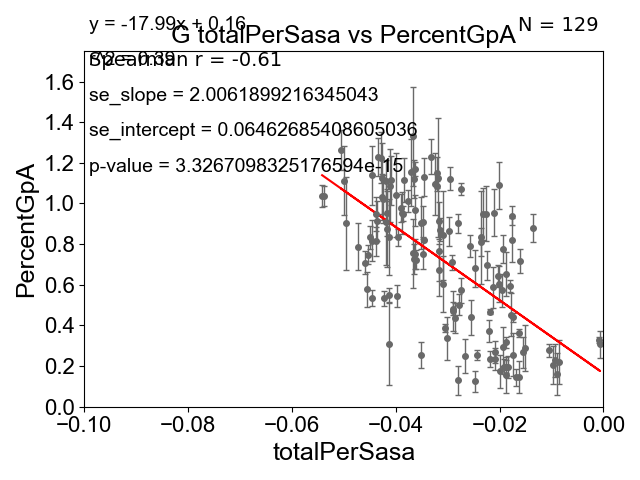 y = -17.99x + 0.16
N = 129
G totalPerSasa vs PercentGpA
Spearman r = -0.61
se_slope = 2.0061899216345043
se_intercept = 0.06462685408605036
p-value = 3.3267098325176594e-15
PercentGpA
1.6
1.4
1.2
1.0
0.8
0.6
0.4
0.2
0.0
−0.10 −0.08 −0.06 −0.04 −0.02 0.00
totalPerSasa